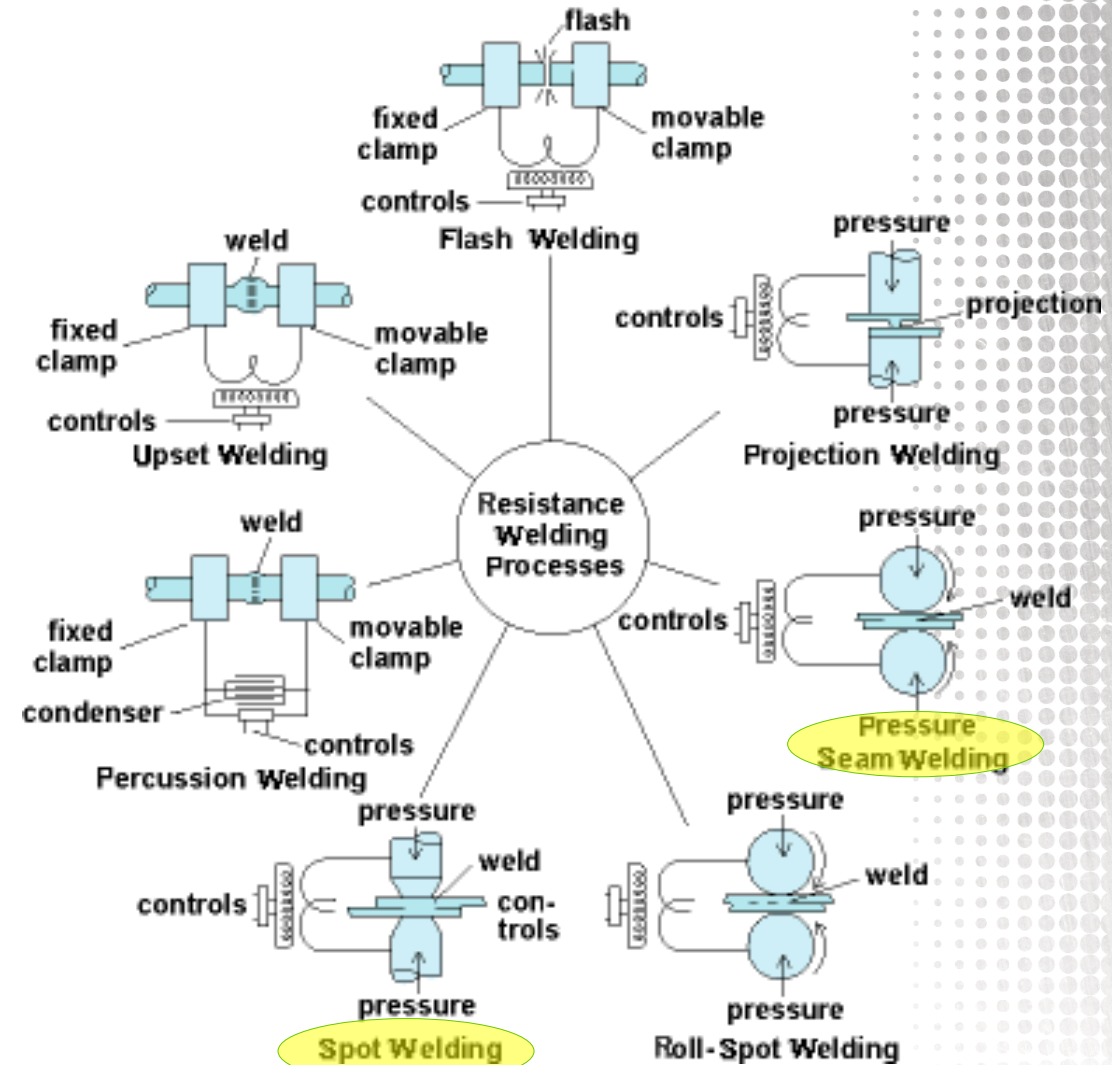 flash
fixed
clamp
movable
clamp
controls
Flash Welding
weld
fixed
clamp
movable
clamp
controls
Upset Welding
pressure
controls
projection
pressure
Projection Welding
Resistance
Welding
Processes
weld
fixed
clamp
movable
clamp
condenser
controls
Percussion Welding
pressure
controls
weld
Pressure
Seam Welding
pressure
weld
controls
con-
trols
pressure
Spot Welding
pressure
weld
pressure
Roll-Spot Welding